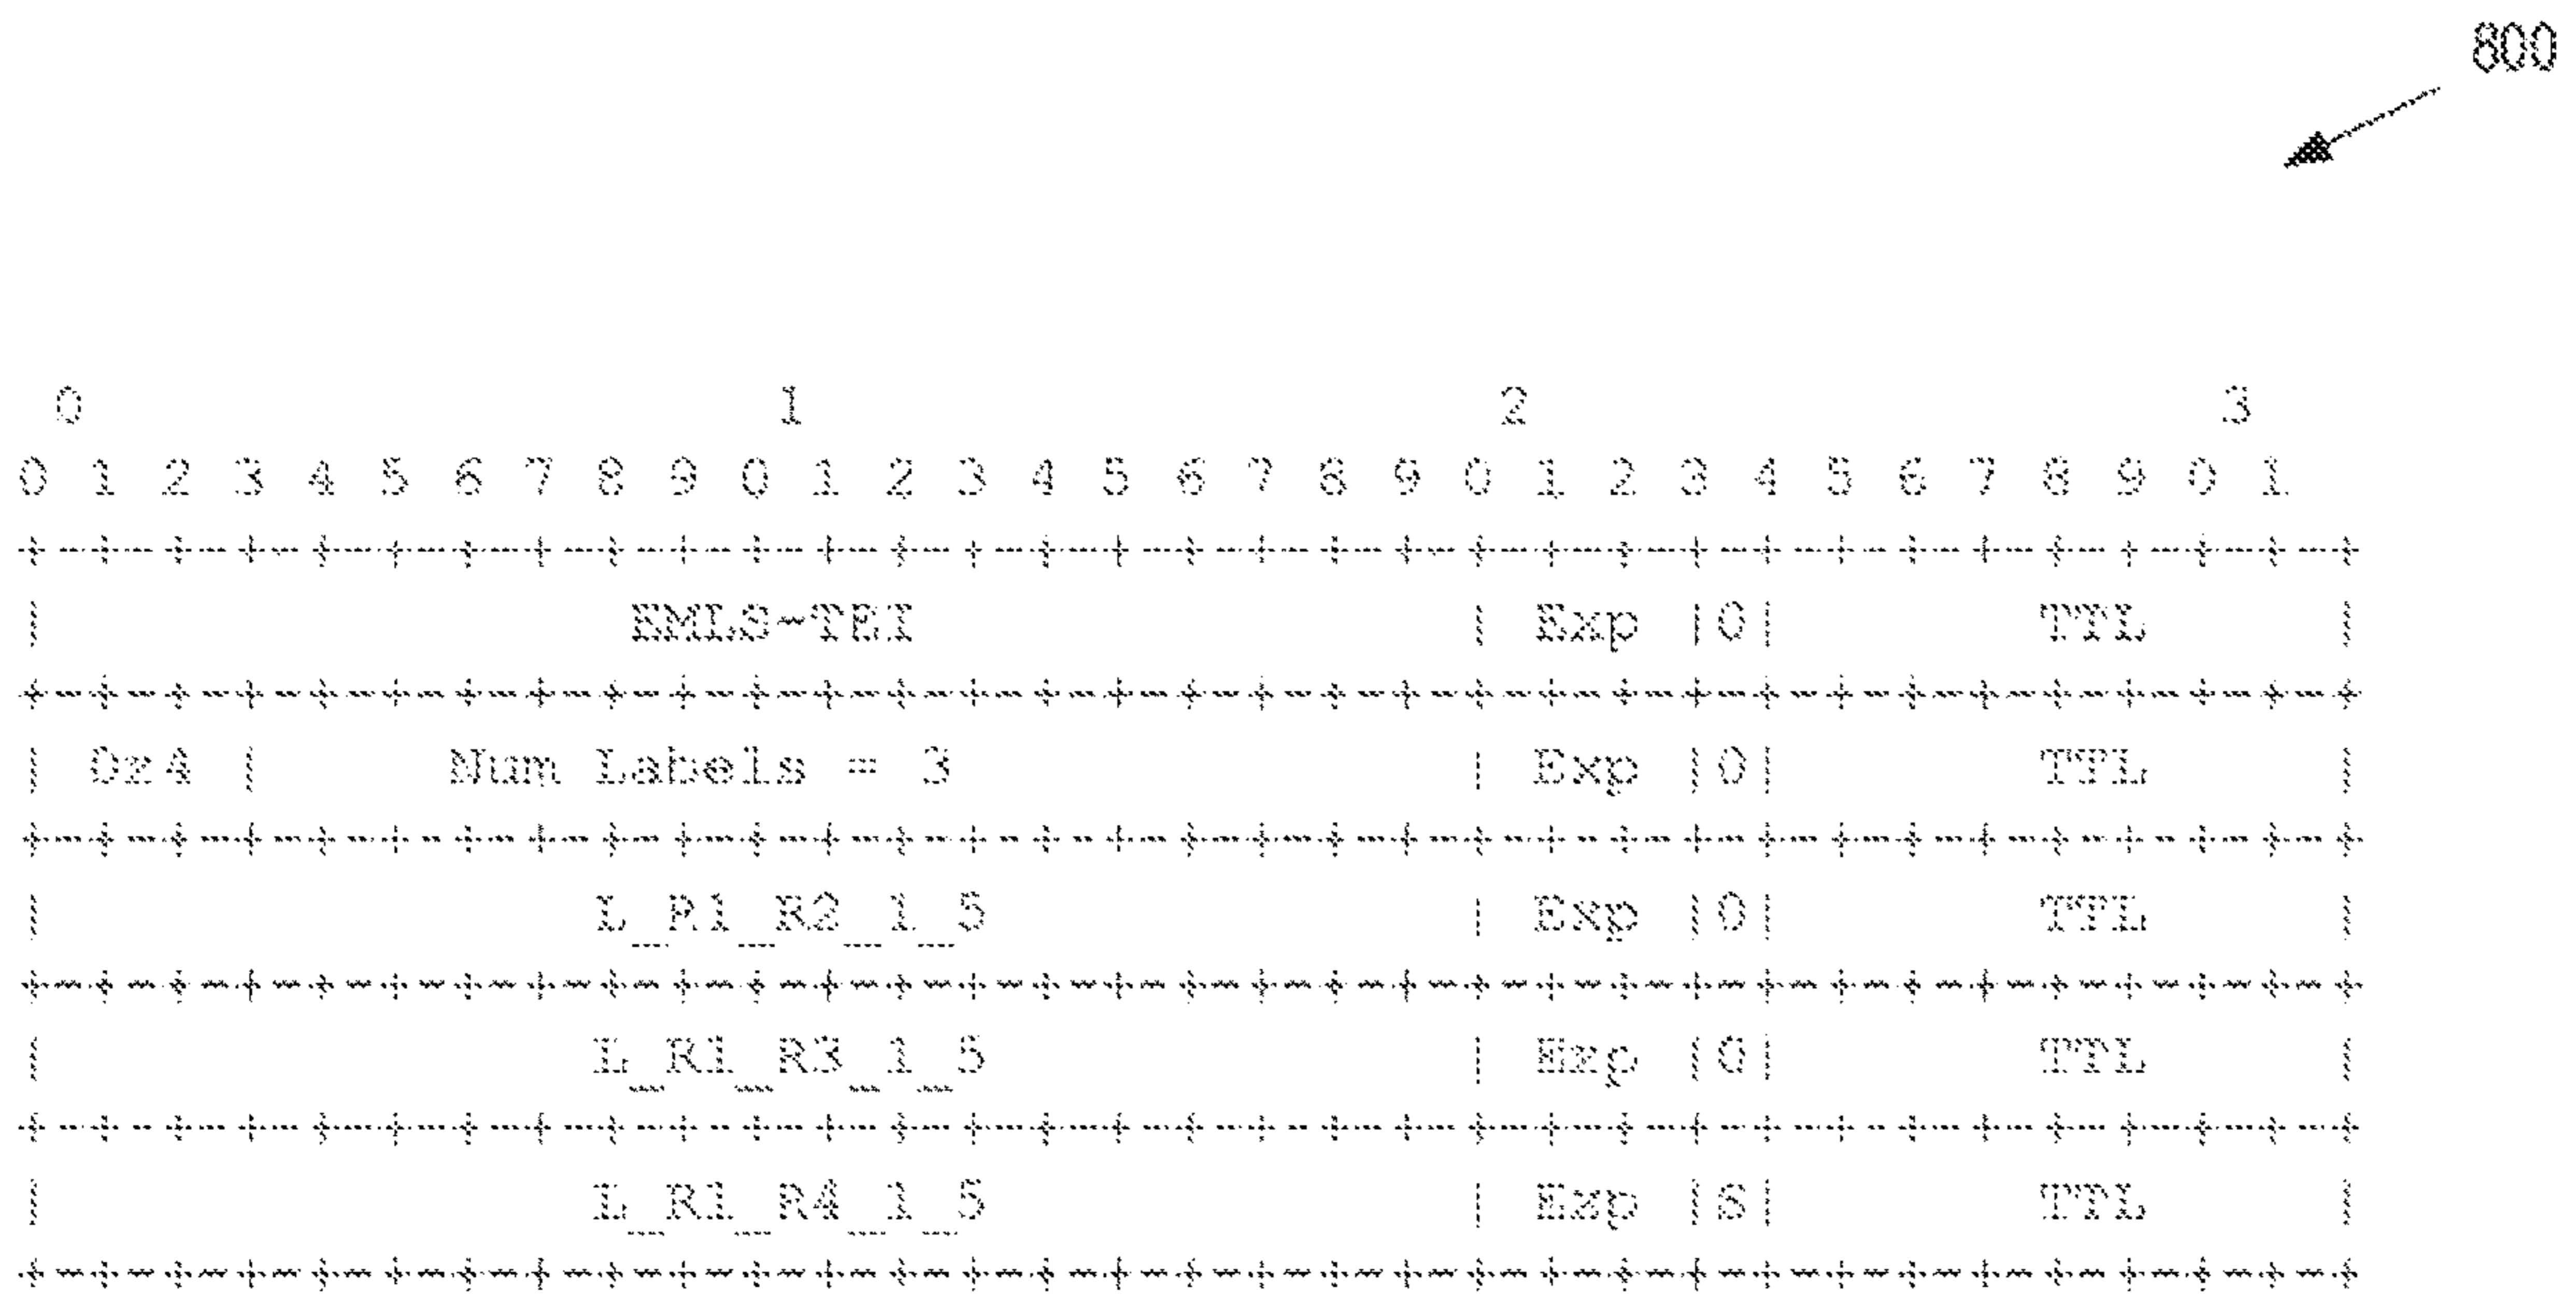 800
0 1 2 3
0 1 2 3 4 5 6 7 8 9 0 1 2 3 4 5 6 7 8 9 0 1 2 3 4 5 6 7 8 9 0 1
+-+-+-+-+-+-+-+-+-+-+-+-+-+-+-+-+-+-+-+-+-+-+-+-+-+-+-+-+-+-+-+-+
| EMLS-TEI | Exp |0| TTL |
+-+-+-+-+-+-+-+-+-+-+-+-+-+-+-+-+-+-+-+-+-+-+-+-+-+-+-+-+-+-+-+-+
| 0x4 | Num Labels = 3 | Exp |0| TTL |
+-+-+-+-+-+-+-+-+-+-+-+-+-+-+-+-+-+-+-+-+-+-+-+-+-+-+-+-+-+-+-+-+
| L_R1_R2_1_5 | Exp |0| TTL |
+-+-+-+-+-+-+-+-+-+-+-+-+-+-+-+-+-+-+-+-+-+-+-+-+-+-+-+-+-+-+-+-+
| L_R1_R3_1_5 | Exp |0| TTL |
+-+-+-+-+-+-+-+-+-+-+-+-+-+-+-+-+-+-+-+-+-+-+-+-+-+-+-+-+-+-+-+-+
| L_R1_R4_1_5 | Exp |S| TTL |
+-+-+-+-+-+-+-+-+-+-+-+-+-+-+-+-+-+-+-+-+-+-+-+-+-+-+-+-+-+-+-+-+